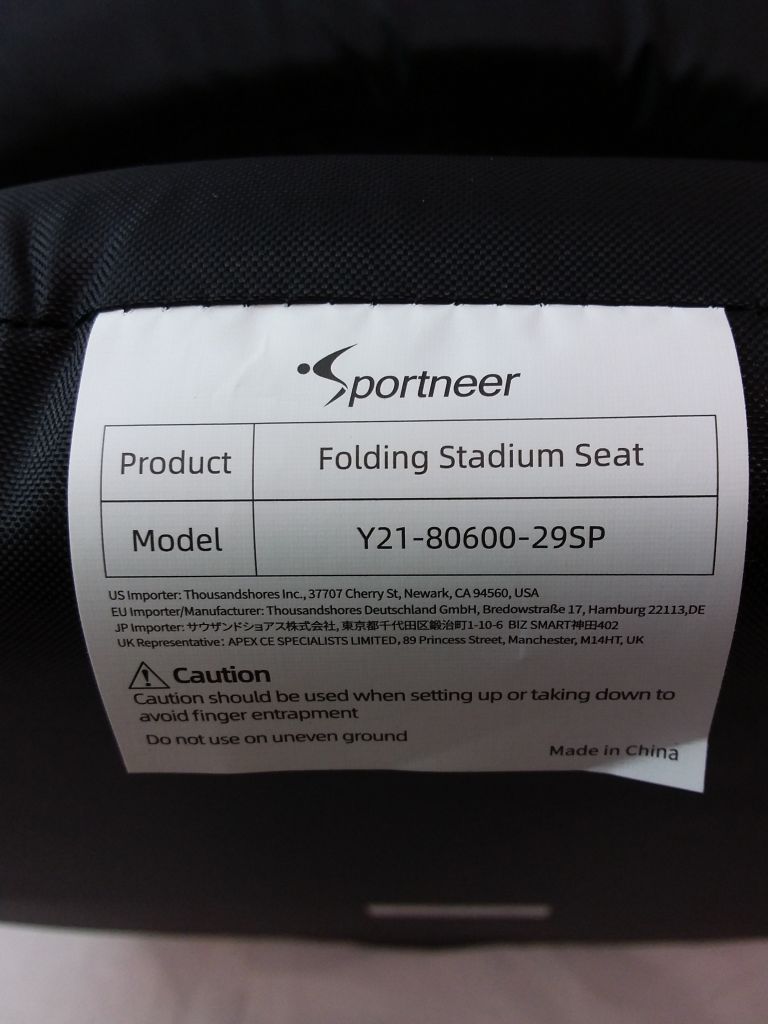 Sportneer
Product Folding Stadium Seat
Model Y21-80600-29SP
US Importer: Thousandshores Inc., 37707 Cherry St, Newark, CA 94560, USA
EU Importer/Manufacturer: Thousandshores Deutschland GmbH, Bredowstraße 17, Hamburg 22113,DE
JP Importer: サウザンドショアス株式会社, 東京都千代田区鍛治町1-10-6 BIZ SMART神田402
UK Representative: APEX CE SPECIALISTS LIMITED, 89 Princess Street, Manchester, M14HT, UK
Caution
Caution should be used when setting up or taking down to
avoid finger entrapment
Do not use on uneven ground
Made in China